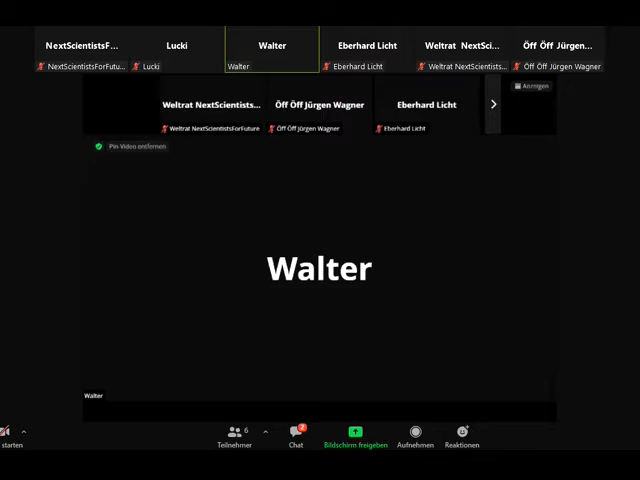 NextScientistsF... Lucki Walter Eberhard Licht Weltrat NextSci... Öff Öff Jürgen...
NextScientistsForFutu... Lucki Walter Eberhard Licht Weltrat NextScientists... Öff Öff Jürgen Wagner
Anzeigen
Weltrat NextScientists... Öff Öff Jürgen Wagner Eberhard Licht
Weltrat NextScientistsForFuture Öff Öff Jürgen Wagner Eberhard Licht
Pin Video entfernen
Walter
Walter
6 2
starten Teilnehmer Chat Bildschirm freigeben Aufnehmen Reaktionen